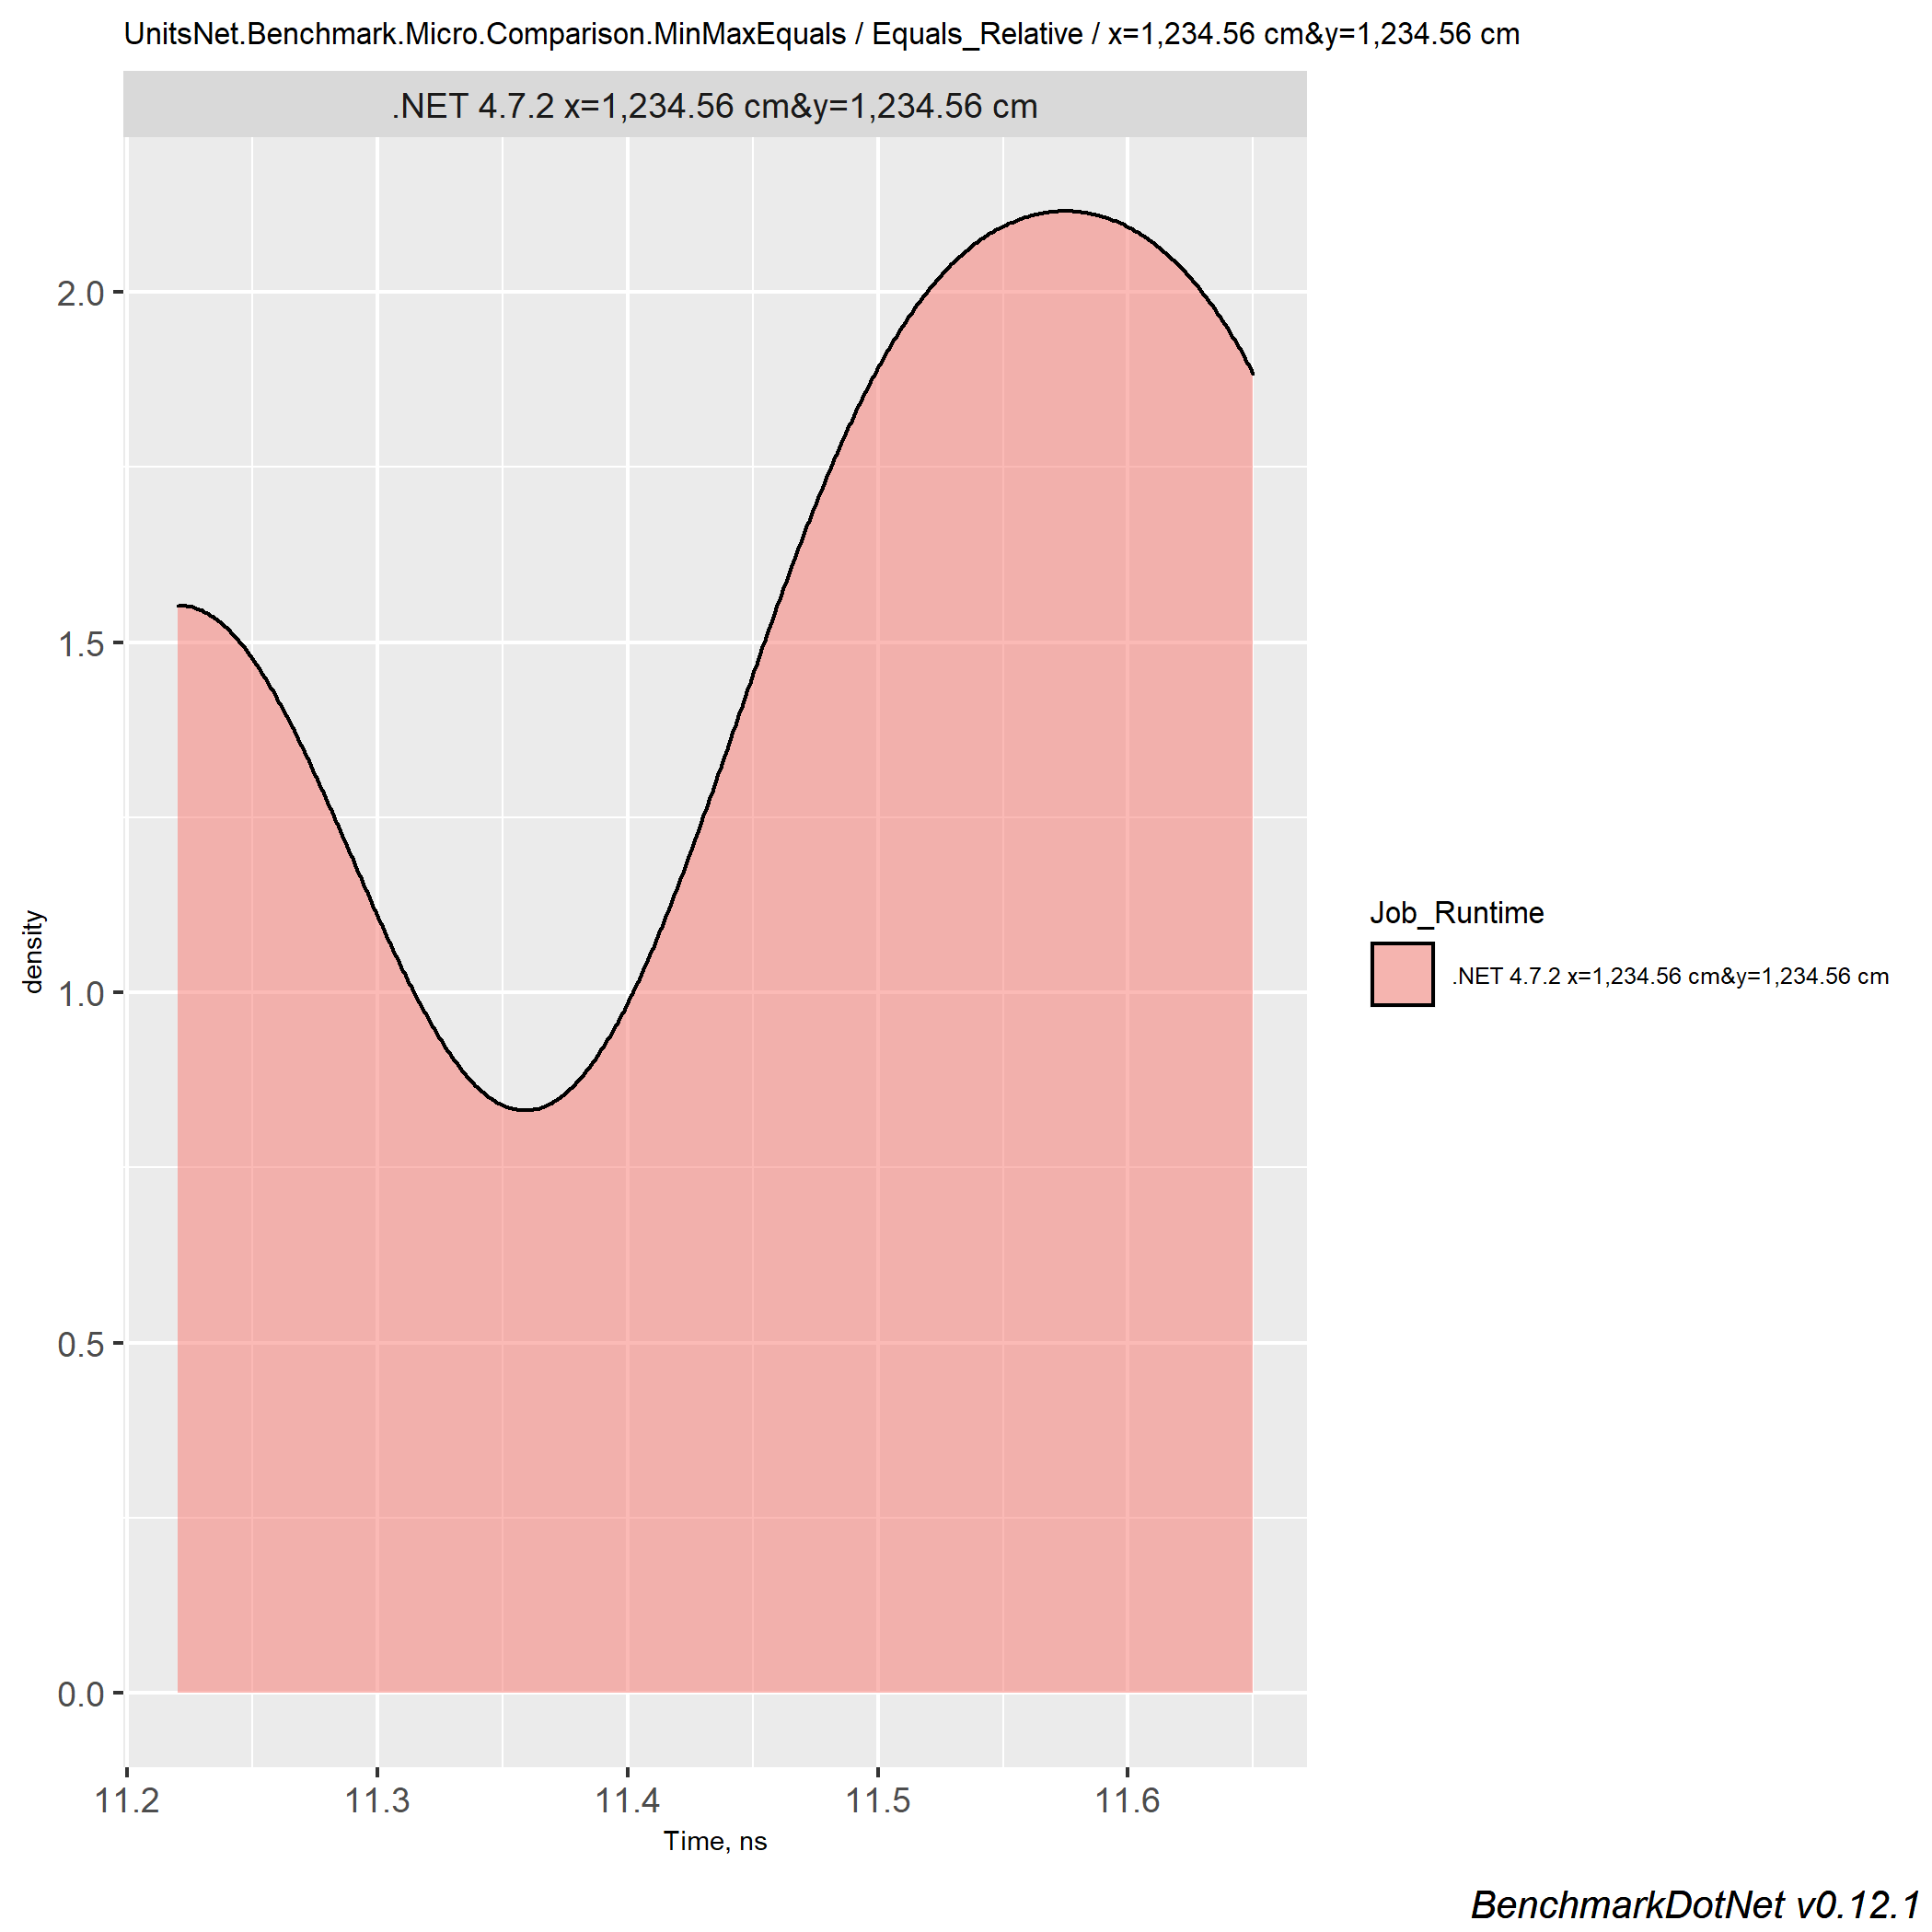 UnitsNet.Benchmark.Micro.Comparison.MinMaxEquals / Equals_Relative / x=1,234.56 cm&y=1,234.56 cm
.NET 4.7.2 x=1,234.56 cm&y=1,234.56 cm
2.0
1.5
1.0
0.5
0.0
density
11.2 11.3 11.4 11.5 11.6
Time, ns
Job_Runtime
.NET 4.7.2 x=1,234.56 cm&y=1,234.56 cm
BenchmarkDotNet v0.12.1